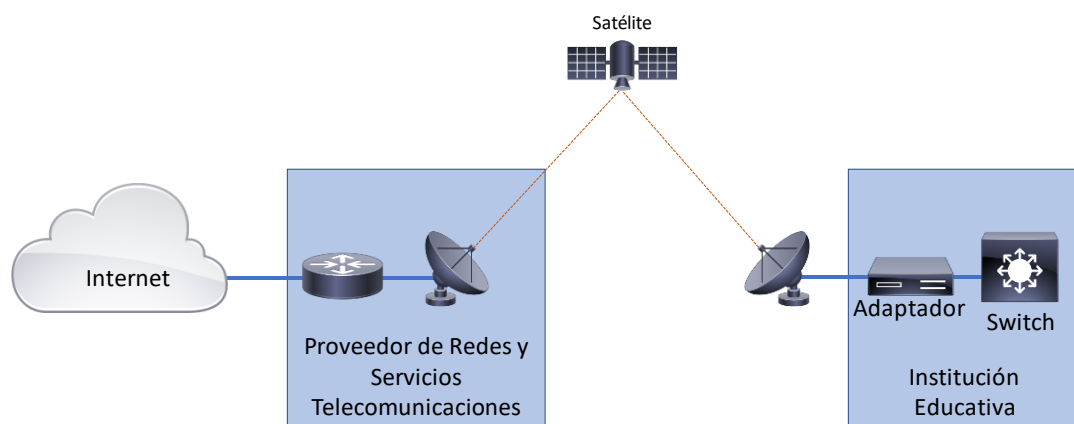 Satélite
Internet
Proveedor de Redes y
Servicios
Telecomunicaciones
Adaptador
Switch
Institución
Educativa